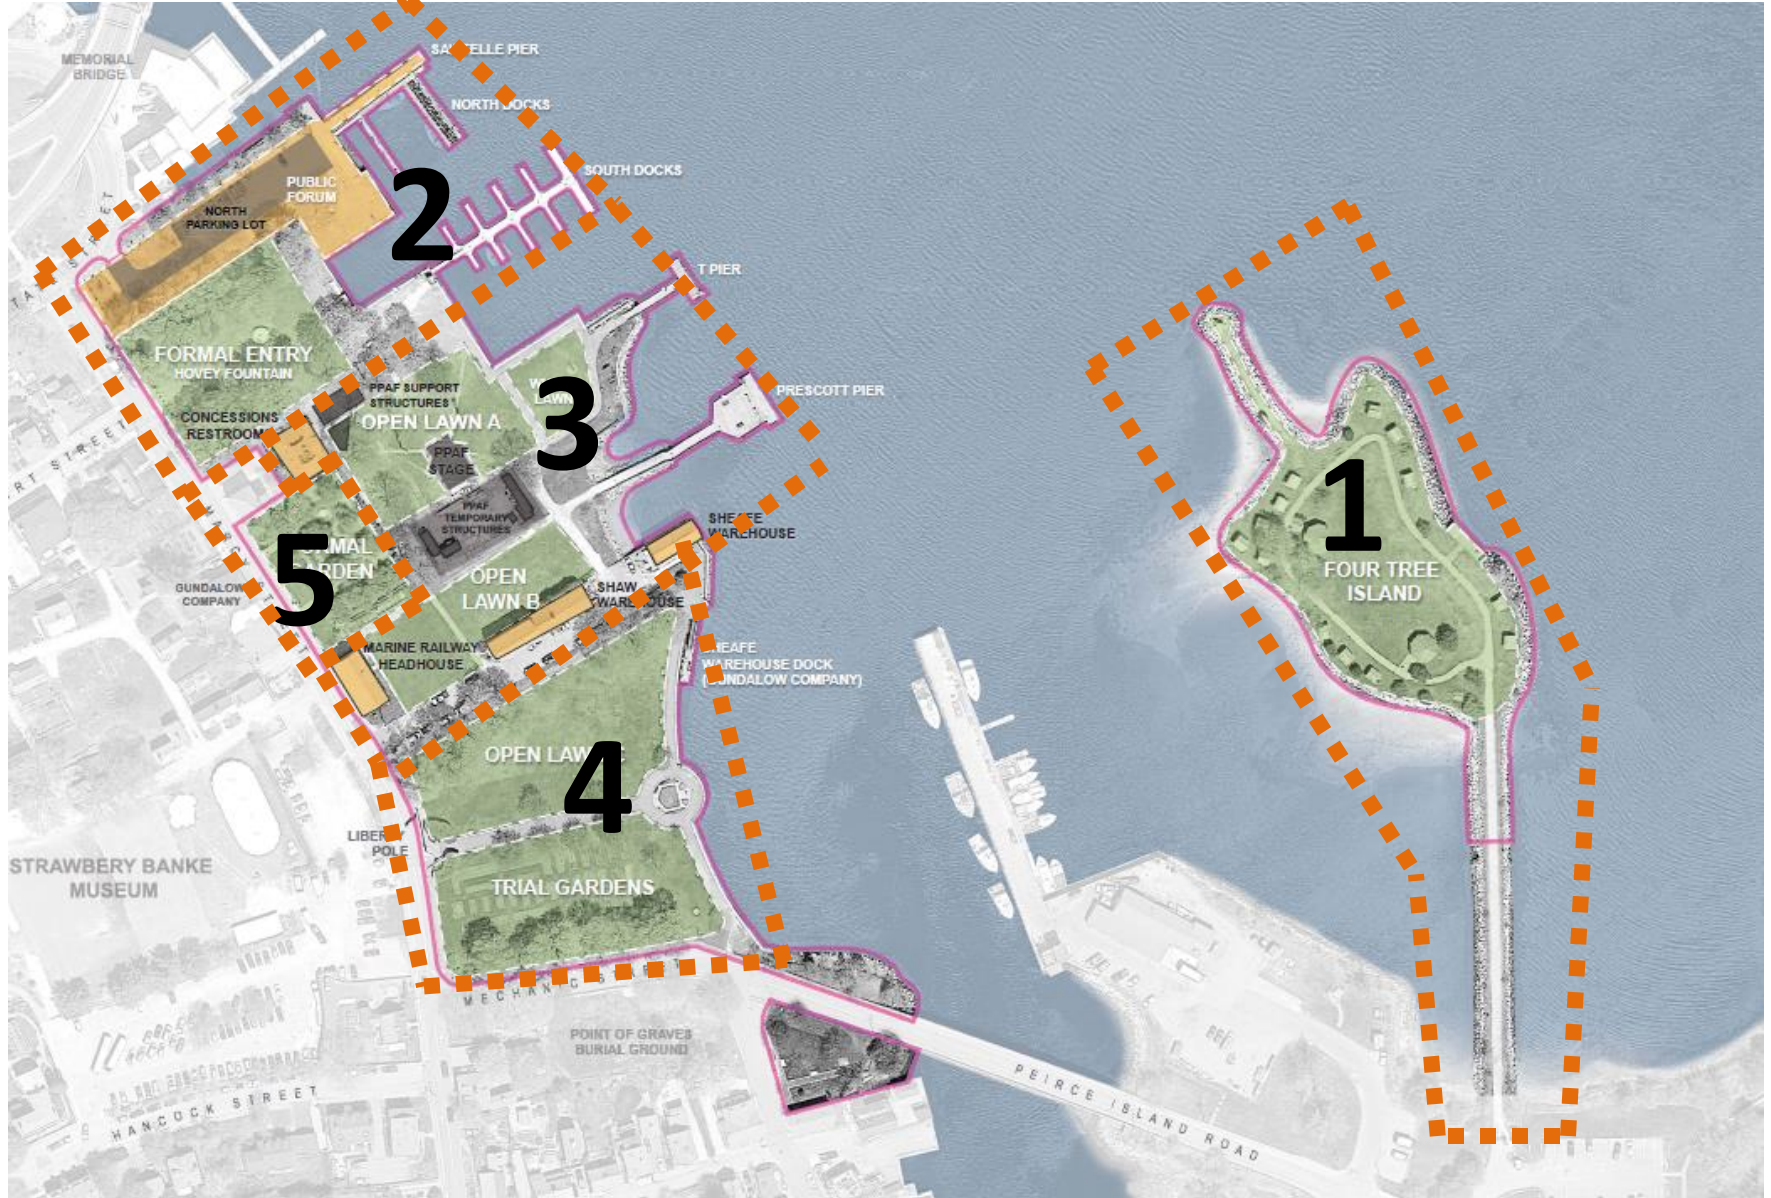 MEMORIAL
BRIDGE
NORTH DOCKS
2
SOUTH DOCKS
PUBLIC
FORUM
NORTH
PARKING LOT
T PIER
FORMAL ENTRY
HOVEY FOUNTAIN
PPAF SUPPORT
STRUCTURES
CONCESSIONS
OPEN LAWN A
3
PRESCOTT PIER
PPAF
STAGE
PPAF
TEMPORARY
STRUCTURES
WAREHOUSE
1
FOUR TREE
ISLAND
5
GUNDALOW
COMPANY
OPEN
LAWN B
SHAW
WAREHOUSE
MARINE RAILWAY
HEADHOUSE
WAREHOUSE DOCK
COMPANY)
OPEN
4
POLE
STRAWBERY BANKE
MUSEUM
TRIAL GARDENS
POINT OF GRAVES
BURIAL GROUND
HANCOCK STREET
PEIRCE ISLAND ROAD